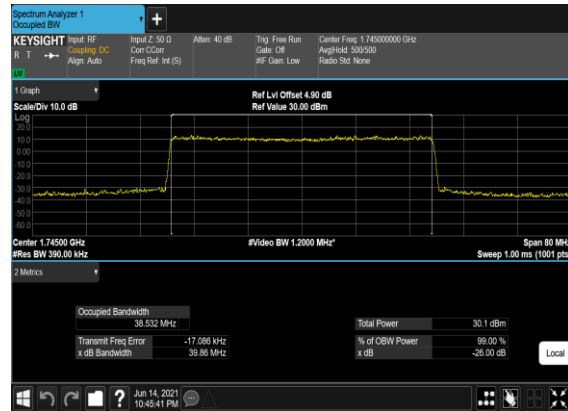 Spectrum Analyzer 1
Occupied BW
+
KEYSIGHT
R T
LXI
Input: RF
Coupling: DC
Align: Auto
Input Z: 50 Ω
Corr CCorr
Freq Ref: Int (S)
Atten: 40 dB
Trig: Free Run
Gate: Off
#IF Gain: Low
Center Freq: 1.745000000 GHz
Avg|Hold: 500/500
Radio Std: None
1 Graph
Scale/Div 10.0 dB
Ref Lvl Offset 4.90 dB
Ref Value 30.00 dBm
Log
20.0
10.0
0.00
-10.0
-20.0
-30.0
-40.0
-50.0
-60.0
Center 1.74500 GHz
#Res BW 390.00 kHz
#Video BW 1.2000 MHz*
Span 80 MHz
Sweep 1.00 ms (1001 pts
2 Metrics
Occupied Bandwidth
38.532 MHz
Transmit Freq Error -17.086 kHz
x dB Bandwidth 39.86 MHz
Total Power 30.1 dBm
% of OBW Power 99.00 %
x dB -26.00 dB
Local
?
Jun 14, 2021
10:45:41 PM